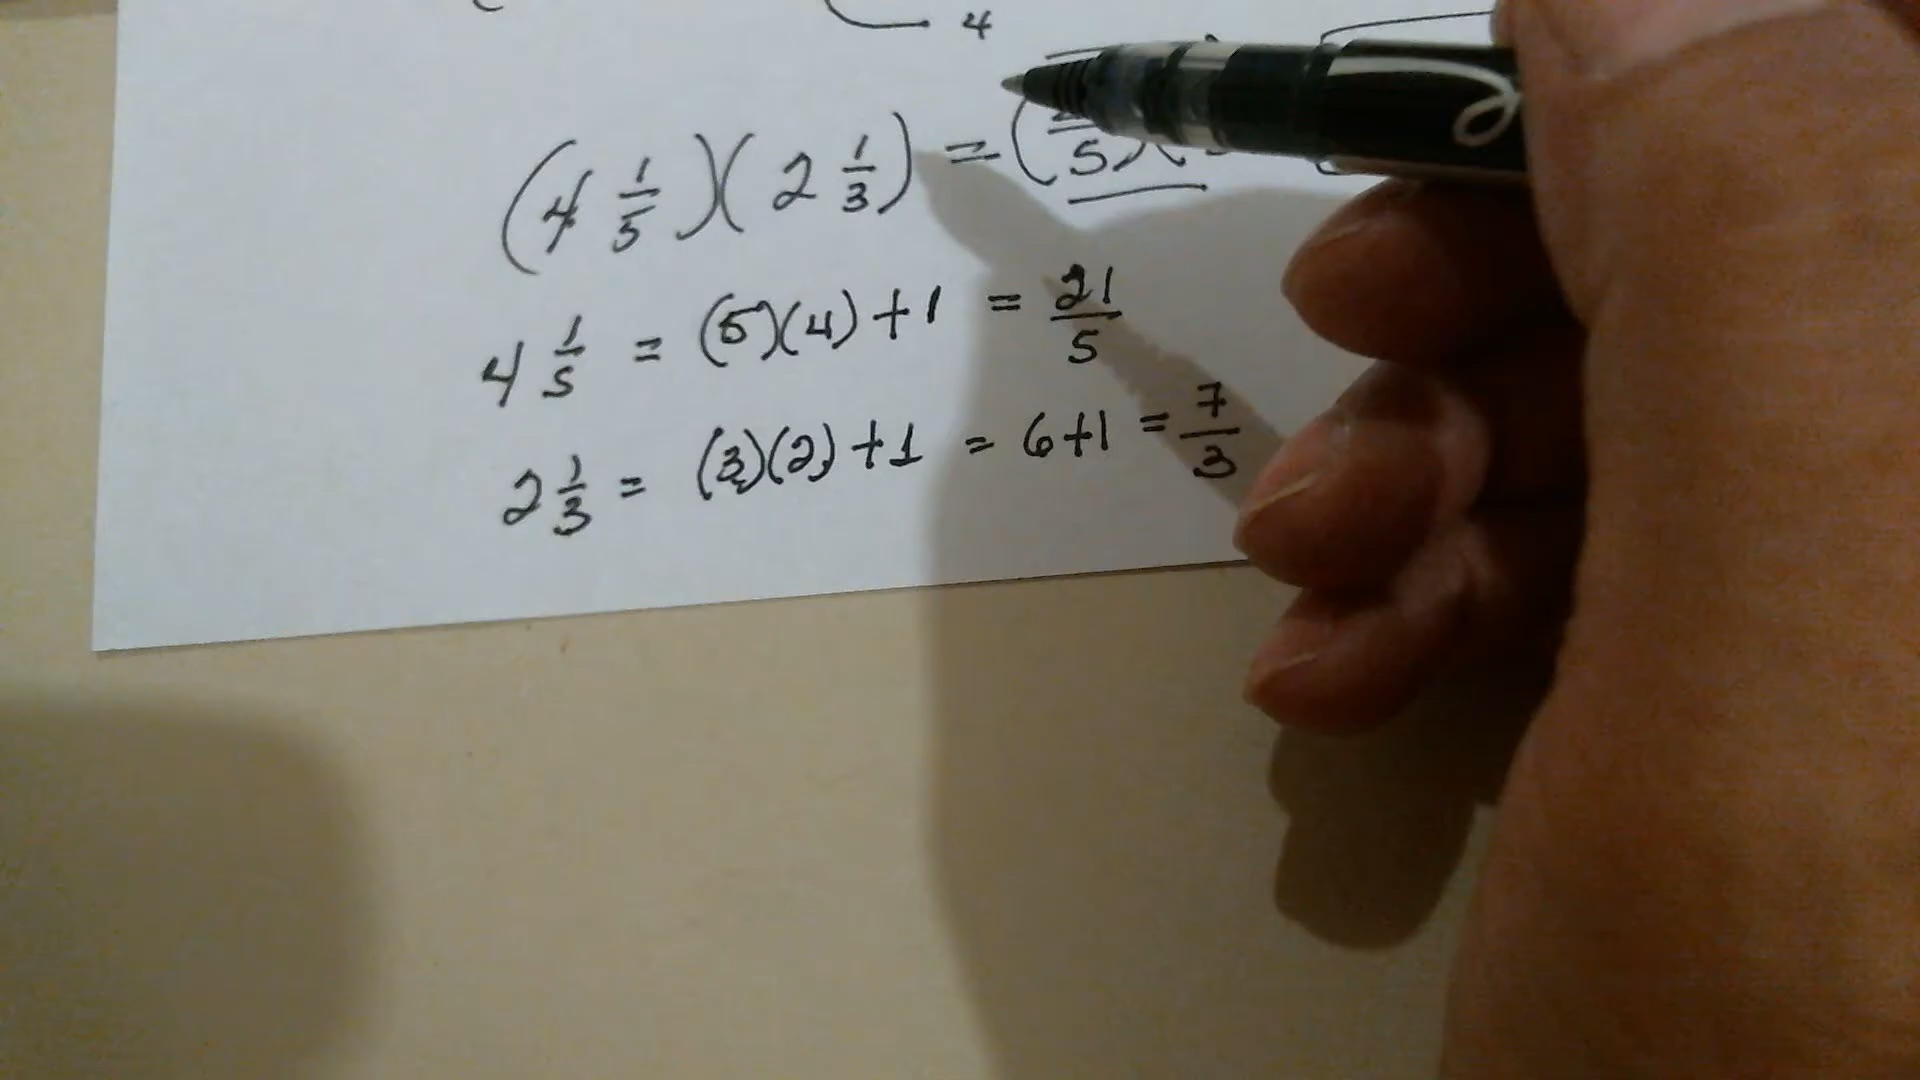 4
(4 1/5)(2 1/3) = ( /5)(
4 1/5 = (5)(4)+1 = 21/5
2 1/3 = (3)(2)+1 = 6+1 = 7/3